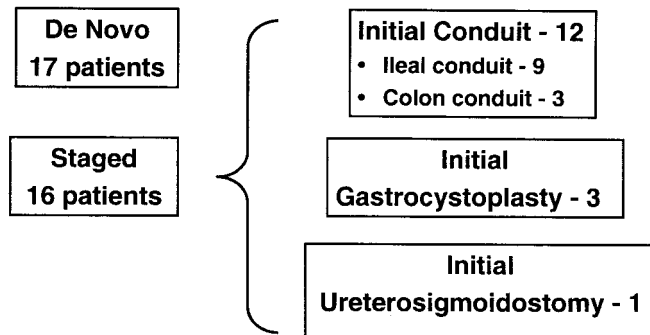 De Novo
17 patients
Staged
16 patients
Initial Conduit - 12
• Ileal conduit - 9
• Colon conduit - 3
Initial
Gastrocystoplasty - 3
Initial
Ureterosigmoidostomy - 1